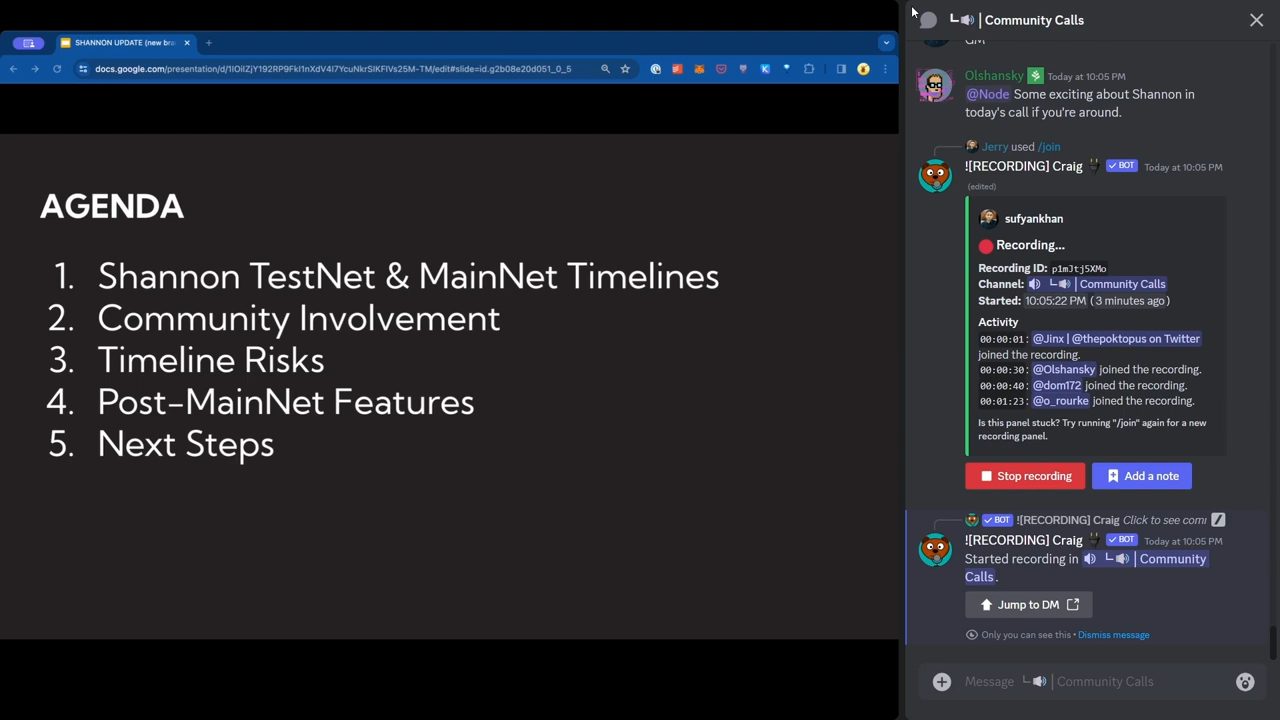 SHANNON UPDATE (new bra
docs.google.com/presentation/d/1IOiIZjY192RP9FkI1nXdV4I7YcuNkrSIKFIVs25M-TM/edit#slide=id.g2b08e20d051_0_5
AGENDA
1. Shannon TestNet & MainNet Timelines
2. Community Involvement
3. Timeline Risks
4. Post-MainNet Features
5. Next Steps
Community Calls
GM
Olshansky Today at 10:05 PM
@Node Some exciting about Shannon in
today's call if you're around.
Jerry used /join
![RECORDING] Craig BOT Today at 10:05 PM
(edited)
sufyankhan
Recording...
Recording ID: p1mJtj5XMo
Channel: Community Calls
Started: 10:05:22 PM (3 minutes ago)
Activity
00:00:01: @Jinx | @thepoktopus on Twitter
joined the recording.
00:00:30: @Olshansky joined the recording.
00:00:40: @dom172 joined the recording.
00:01:23: @o_rourke joined the recording.
Is this panel stuck? Try running "/join" again for a new
recording panel.
Stop recording Add a note
BOT ![RECORDING] Craig Click to see com
![RECORDING] Craig BOT Today at 10:05 PM
Started recording in Community
Calls.
Jump to DM
Only you can see this • Dismiss message
Message Community Calls